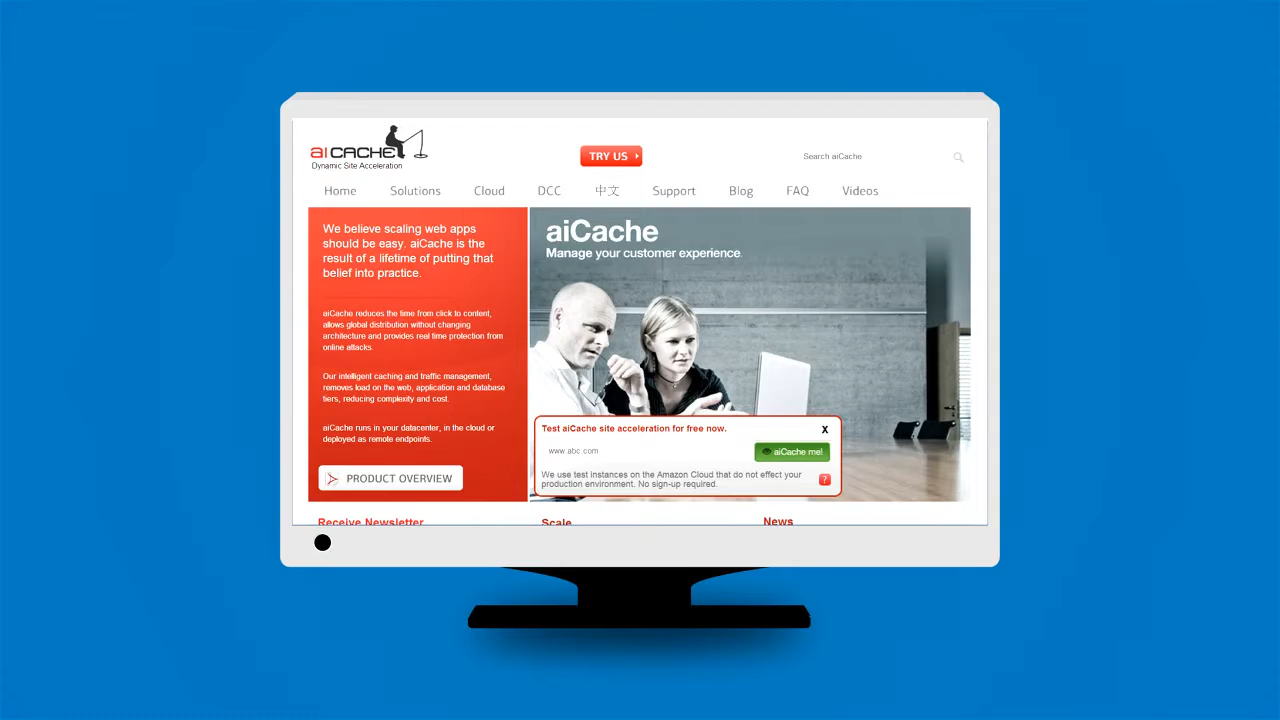 aiCACHE
Dynamic Site Acceleration
TRY US
Search aiCache
Home
Solutions
Cloud
DCC
中文
Support
Blog
FAQ
Videos
We believe scaling web apps
should be easy. aiCache is the
result of a lifetime of putting that
belief into practice.
aiCache reduces the time from click to content,
allows global distribution without changing
architecture and provides real time protection from
online attacks.
Our intelligent caching and traffic management,
removes load on the web, application and database
tiers, reducing complexity and cost.
aiCache runs in your datacenter, in the cloud or
deployed as remote endpoints.
PRODUCT OVERVIEW
aiCache
Manage your customer experience.
Test aiCache site acceleration for free now.
X
www.abc.com
aiCache me!
We use test instances on the Amazon Cloud that do not effect your
production environment. No sign-up required.
?
Receive Newsletter
Scale
News